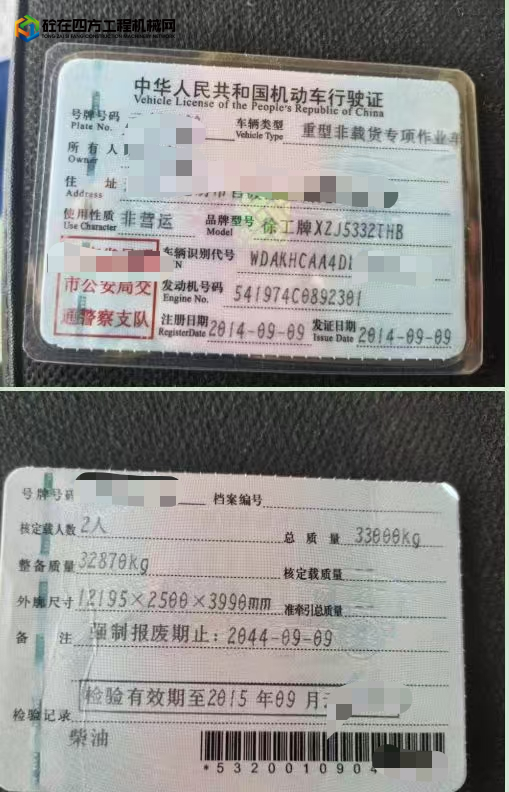 砼在四方工程机械网
中华人民共和国机动车行驶证
Vehicle License of the People's Republic of China
号牌号码
Plate No.
车辆类型 重型非载货专项作业车
Vehicle Type
所有人
Owner
住址
Address
使用性质 非营运
Use Character
品牌型号 徐工牌XZJ5332THB
Model
车辆识别代号 WDAKHCAA4D
市公安局交
通警察支队
发动机号码 541974C0892301
Engine No.
注册日期 2014-09-09
RegisterDate
发证日期 2014-09-09
Issue Date
号牌号码
档案编号
核定载人数 2人
总质量 33000kg
整备质量 32870kg
核定载质量
外廓尺寸 12195×2500×3990mm
准牵引总质量
备注 强制报废期止:2044-09-09
检验有效期至2015年09月
检验记录
柴油
*5320010904